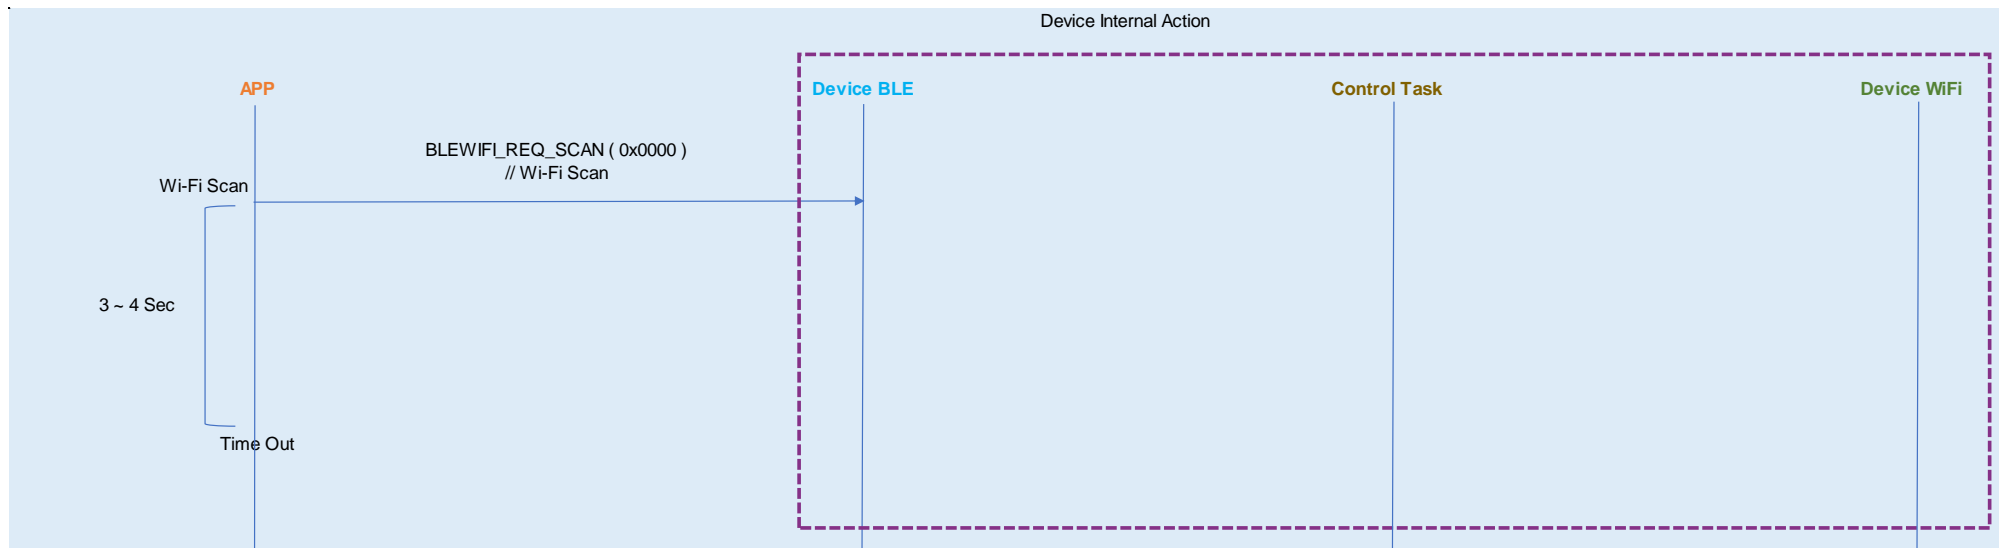 Device Internal Action
APP
Device BLE
Control Task
Device WiFi
BLEWIFI_REQ_SCAN ( 0x0000 )
// Wi-Fi Scan
Wi-Fi Scan
3 ~ 4 Sec
Time Out